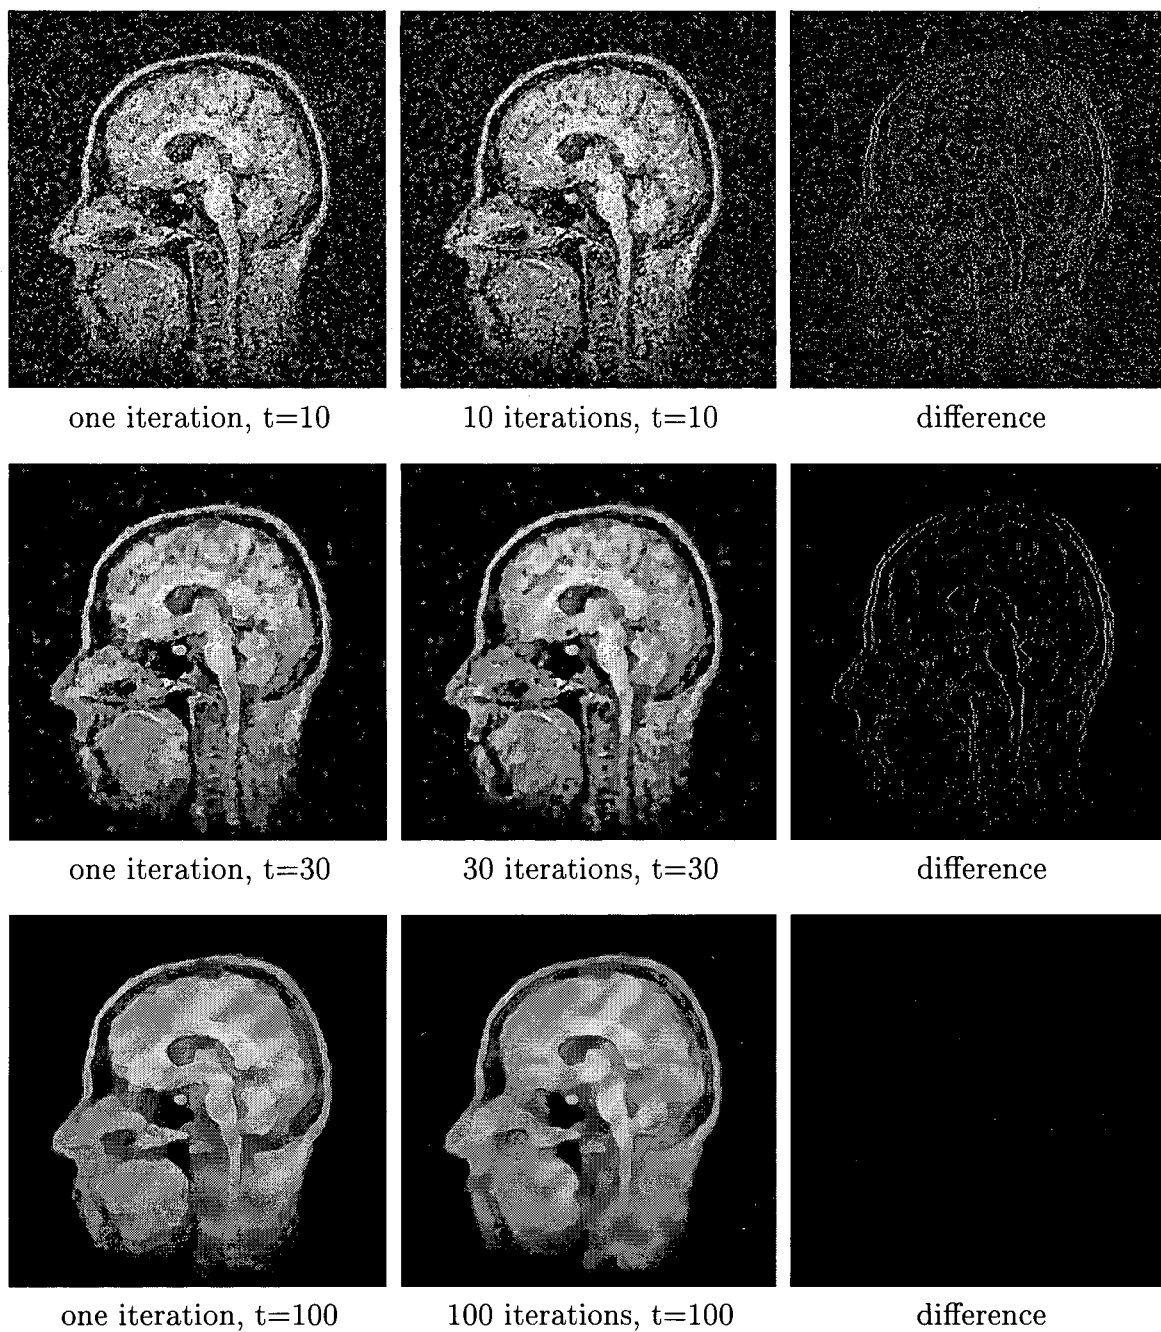 one iteration, t=10
10 iterations, t=10
difference
one iteration, t=30
30 iterations, t=30
difference
one iteration, t=100
100 iterations, t=100
difference